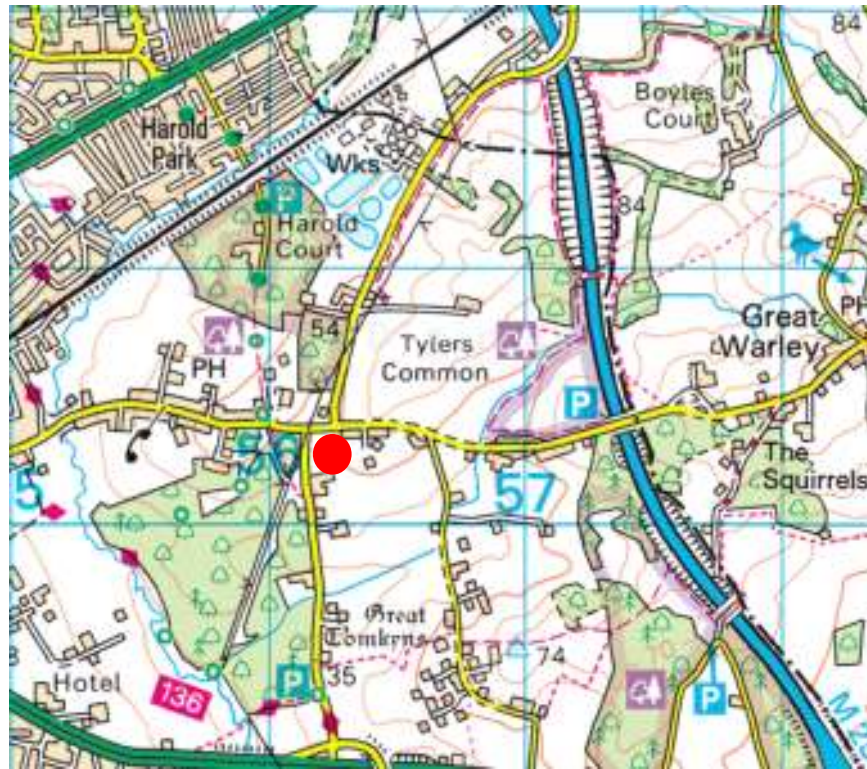 84
Boyles
Court
Harold
Park
Wks
P
Harold
Court
84
54
Tylers
Common
Great
Warley
PH
PH
P
56
5
57
The
Squirrels
Great
Tomkyns
74
Hotel
136
P
35
P
M2